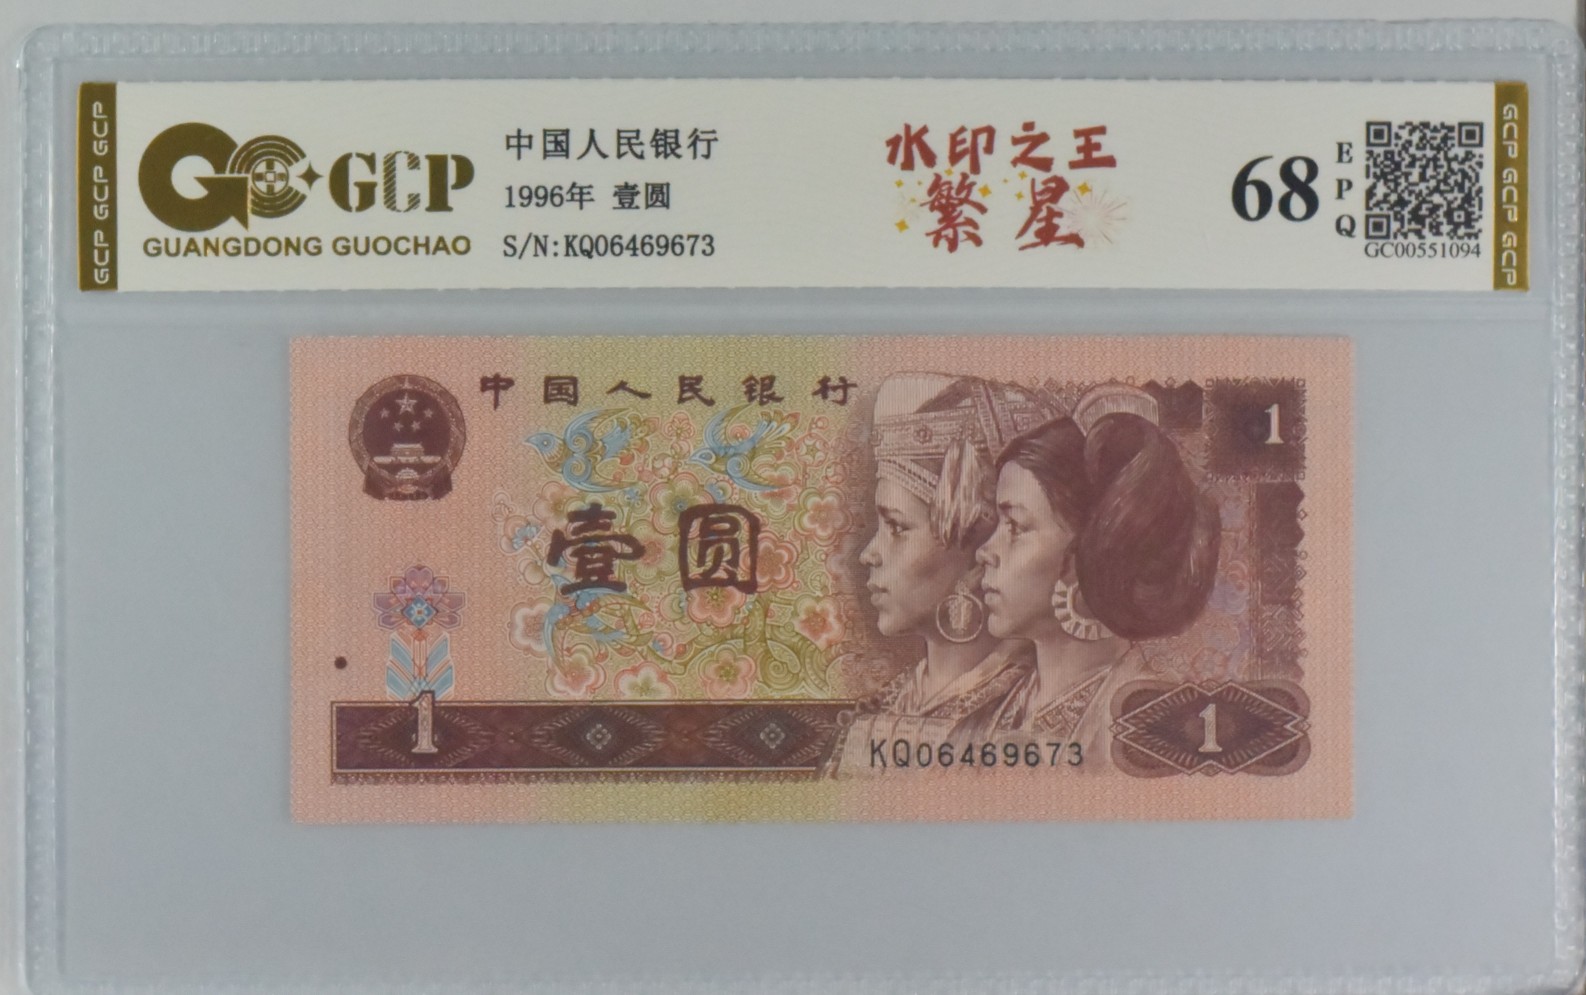 GCP GCP GCP
GCP
GUANGDONG GUOCHAO
中国人民银行
1996年 壹圆
S/N:KQ06469673
水印之王
繁星
68
EPQ
GC00551094
GCP GCP GCP
中国人民银行
1
壹圆
1
KQ06469673
1